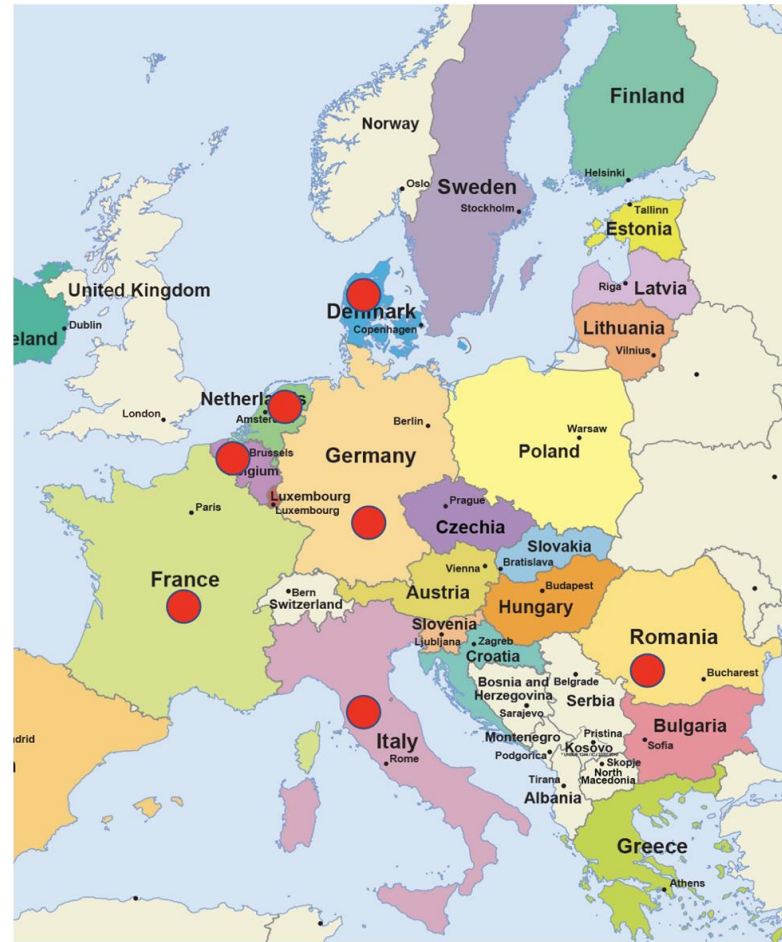 Finland
Norway
Helsinki
Oslo
Sweden
Stockholm
Tallinn
Estonia
United Kingdom
Riga
Latvia
Denmark
Copenhagen
Lithuania
Vilnius
eland
Dublin
Netherlands
London
Amster
Berlin
Warsaw
Brussels
Germany
Poland
lgium
Luxembourg
Luxembourg
Paris
Prague
Czechia
Slovakia
Vienna
Bratislava
France
Bern
Switzerland
Austria
Budapest
Hungary
Slovenia
Ljubljana
Zagreb
Croatia
Romania
Bucharest
Bosnia and
Herzegovina
Sarajevo
Belgrade
Serbia
Italy
Rome
Montenegro
Podgorica
Pristina
Kosovo
Bulgaria
Sofia
Skopje
North
Macedonia
Tirana
Albania
drid
n
Greece
Athens